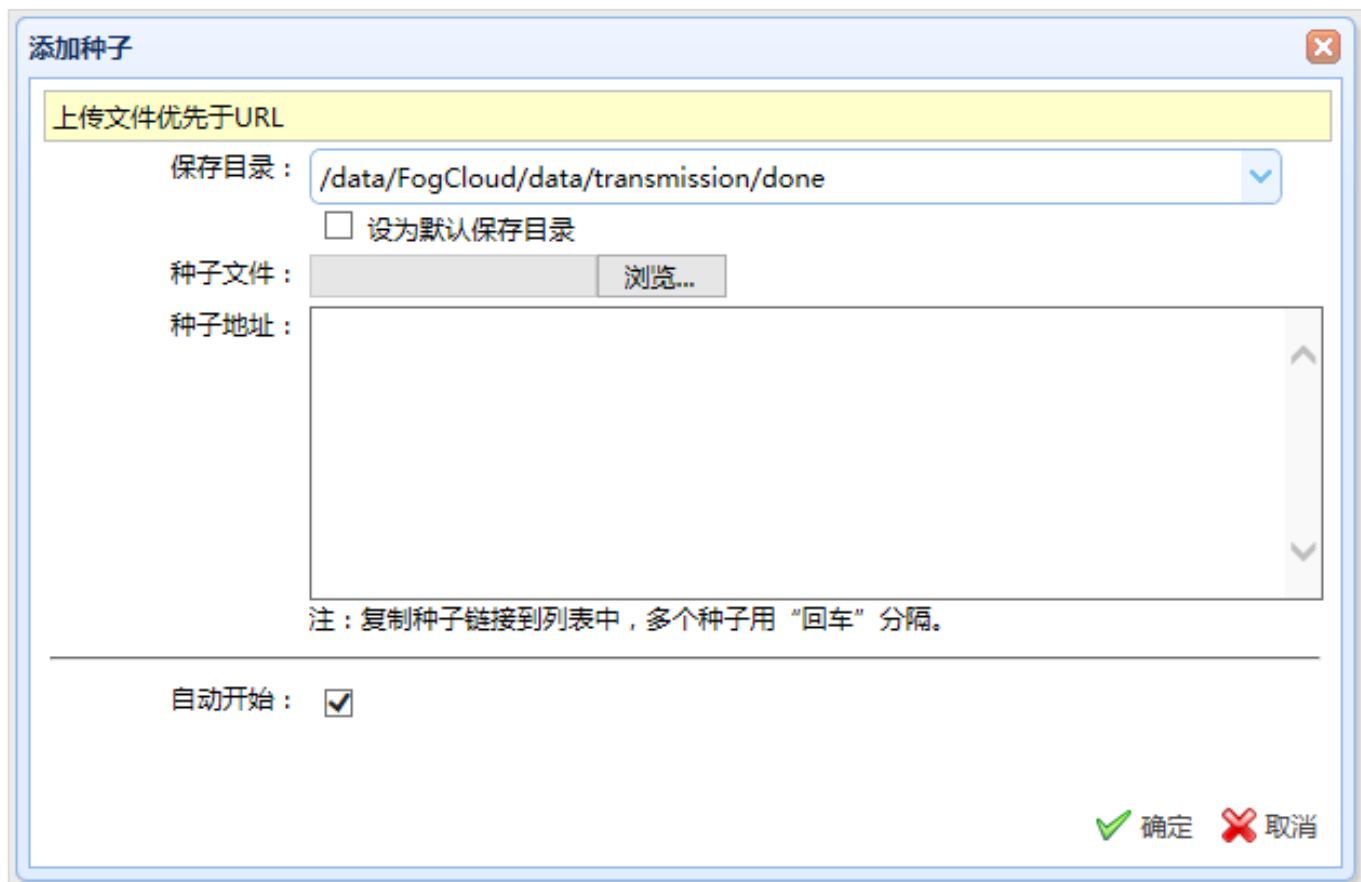 添加种子
上传文件优先于URL
保存目录：
/data/FogCloud/data/transmission/done
设为默认保存目录
种子文件：
浏览...
种子地址：
注：复制种子链接到列表中，多个种子用“回车”分隔。
自动开始：
确定 取消